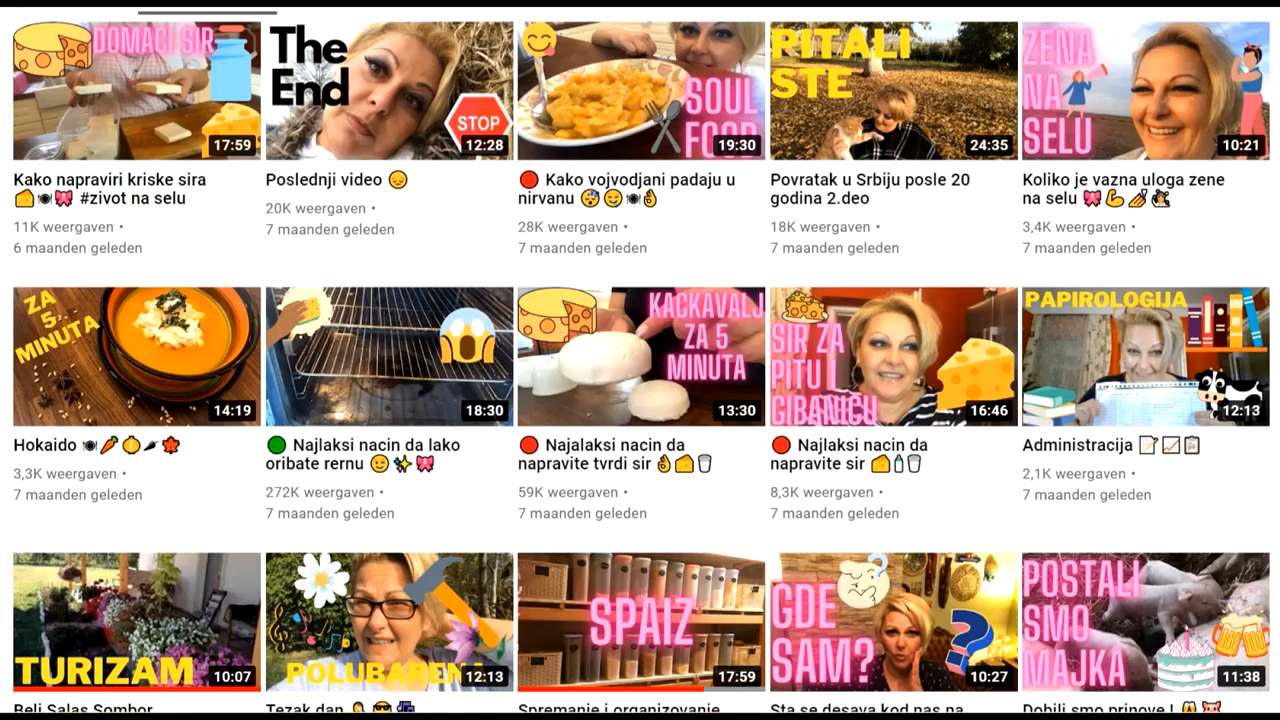 DOMACI SIR
17:59
The
End
STOP
12:28
SOUL
FOOD
19:30
PITALI
STE
24:35
ZENA
NA
SELU
10:21
Kako napraviri kriske sira
#zivot na selu
11K weergaven •
6 maanden geleden
Poslednji video
20K weergaven •
7 maanden geleden
Kako vojvodjani padaju u
nirvanu
28K weergaven •
7 maanden geleden
Povratak u Srbiju posle 20
godina 2.deo
18K weergaven •
7 maanden geleden
Koliko je vazna uloga zene
na selu
3,4K weergaven •
7 maanden geleden
ZA
5
MINUTA
14:19
18:30
KACKAVALJ
ZA 5
MINUTA
13:30
SIR ZA
PITU I
GIBANICU
16:46
PAPIROLOGIJA
12:13
Hokaido
3,3K weergaven •
7 maanden geleden
Najlaksi nacin da lako
oribate rernu
272K weergaven •
7 maanden geleden
Najalaksi nacin da
napravite tvrdi sir
59K weergaven •
7 maanden geleden
Najlaksi nacin da
napravite sir
8,3K weergaven •
7 maanden geleden
Administracija
2,1K weergaven •
7 maanden geleden
TURIZAM
10:07
POLUBARENA
12:13
SPAIZ
17:59
GDE
SAM?
10:27
POSTALI
SMO
MAJKA
11:38
Beli Salas Sombor
Tezak dan
Spremanje i organizovanje
Sta se desava kod nas na
Dobili smo prinove !